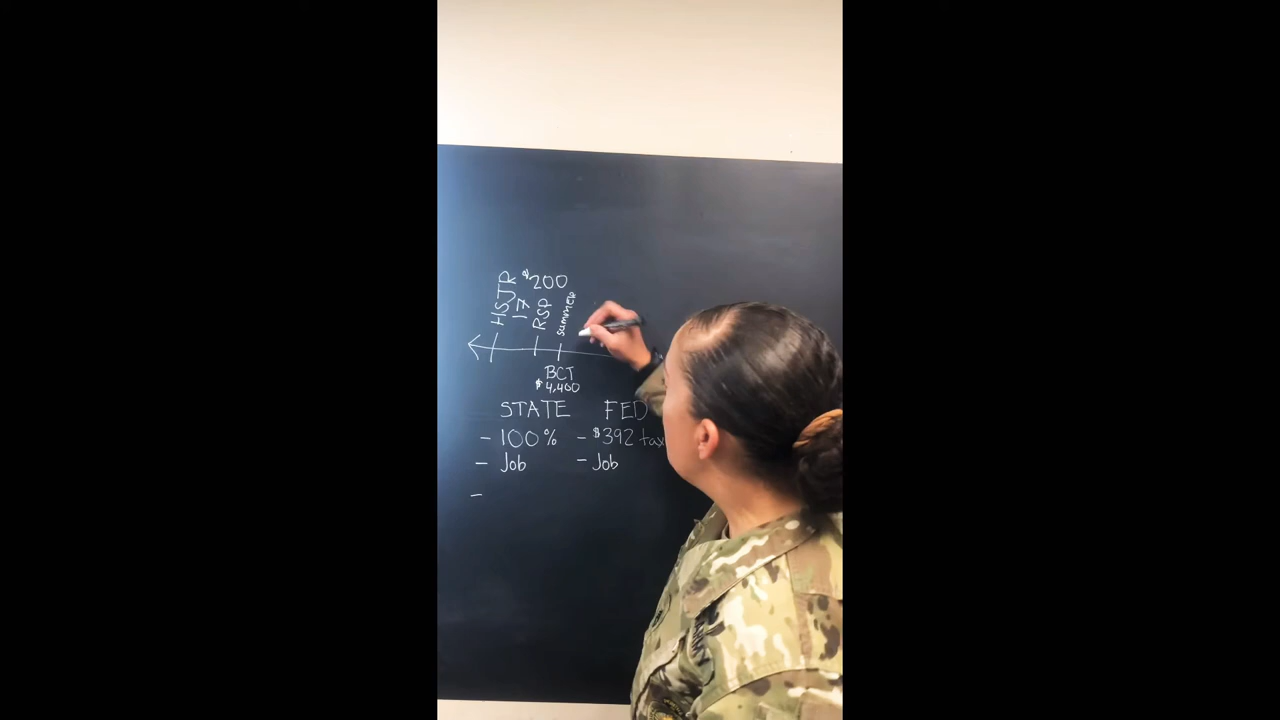 HSJR
17
$200
RSP
summer
BCT
$4,400
STATE FED
- 100% - $392 tax
- Job - Job
-